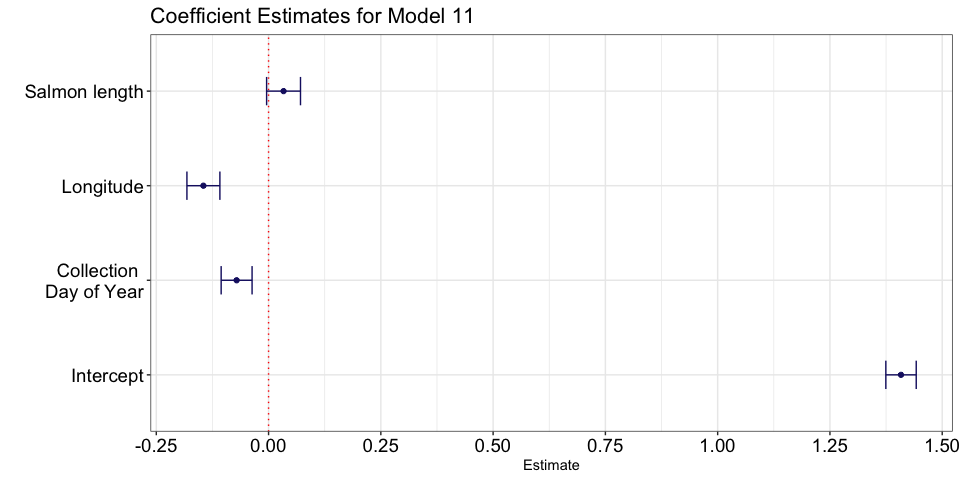 Coefficient Estimates for Model 11
Salmon length
Longitude
Collection
Day of Year
Intercept
-0.25 0.00 0.25 0.50 0.75 1.00 1.25 1.50
Estimate